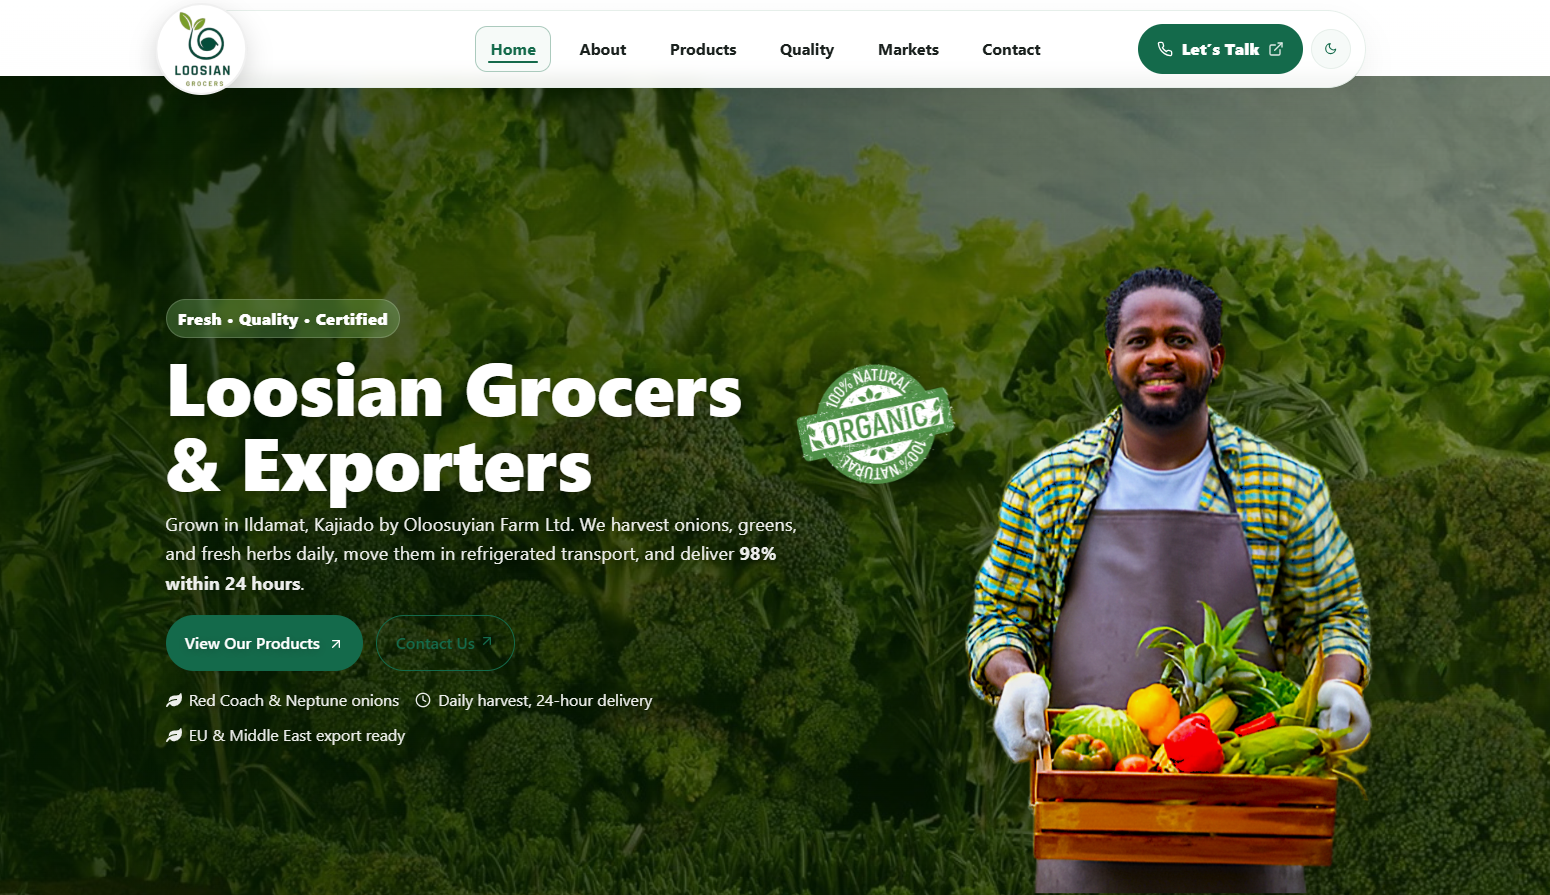 LOOSIAN
GROCERS
Home
About
Products
Quality
Markets
Contact
Let´s Talk
Fresh • Quality • Certified
Loosian Grocers
& Exporters
Grown in Ildamat, Kajiado by Oloosuyian Farm Ltd. We harvest onions, greens,
and fresh herbs daily, move them in refrigerated transport, and deliver 98%
within 24 hours.
View Our Products
Contact Us
Red Coach & Neptune onions
Daily harvest, 24-hour delivery
EU & Middle East export ready
100% NATURAL
ORGANIC
100% NATURAL